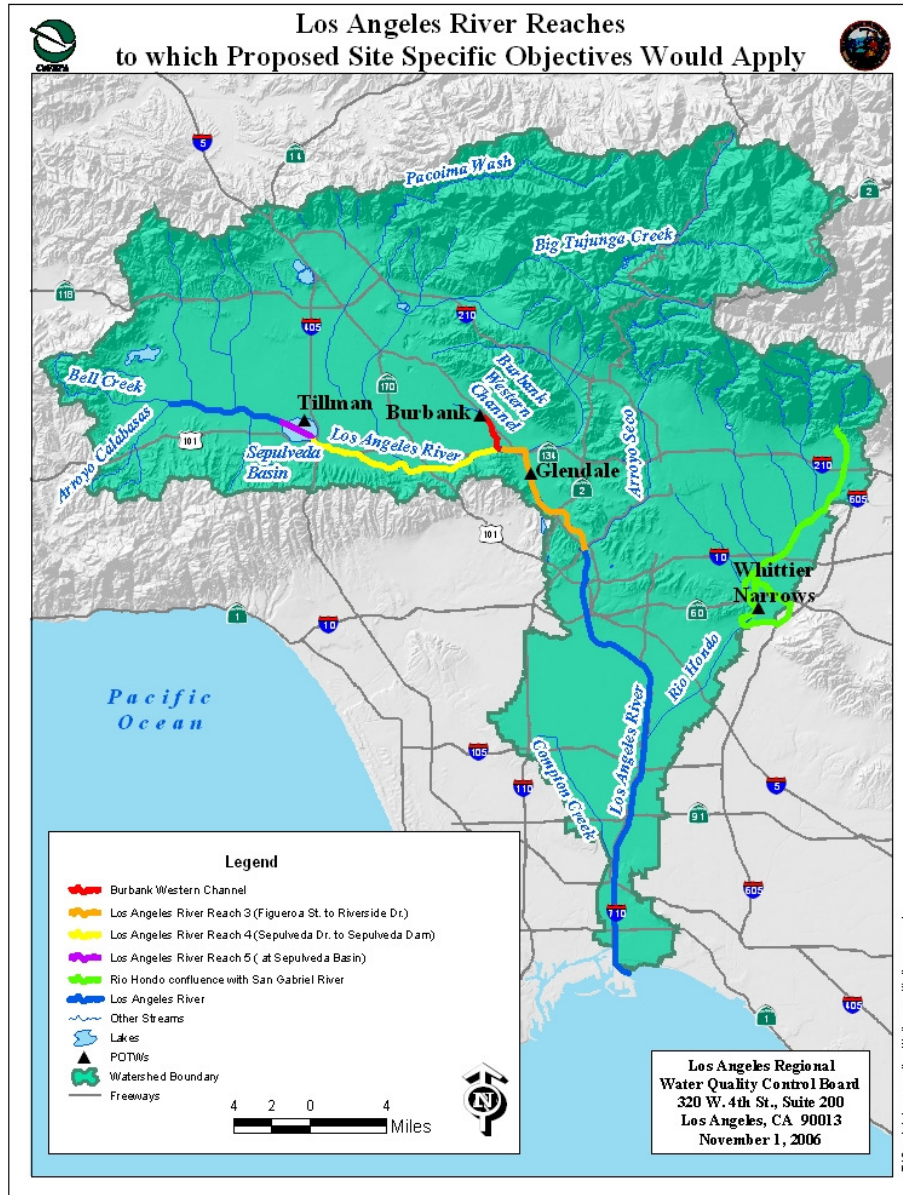 Los Angeles River Reaches
to which Proposed Site Specific Objectives Would Apply
5
14
2
Pacoima Wash
Big Tujunga Creek
118
405
210
170
Bell Creek
Arroyo Calabasas
101
Tillman
Sepulveda
Basin
Los Angeles River
Burbank
Burbank
Western
Channel
134
Glendale
2
Arroyo Seco
210
605
101
10
Whittier
Narrows
60
1
10
Rio Hondo
Pacific
Ocean
105
110
Compton Creek
Los Angeles River
5
91
605
710
405
1
Legend
Burbank Western Channel
Los Angeles River Reach 3 (Figueroa St. to Riverside Dr.)
Los Angeles River Reach 4 (Sepulveda Dr. to Sepulveda Dam)
Los Angeles River Reach 5 ( at Sepulveda Basin)
Rio Hondo confluence with San Gabriel River
Los Angeles River
Other Streams
Lakes
POTWs
Watershed Boundary
Freeways
N
4 2 0 4
Miles
Los Angeles Regional
Water Quality Control Board
320 W. 4th St., Suite 200
Los Angeles, CA 90013
November 1, 2006